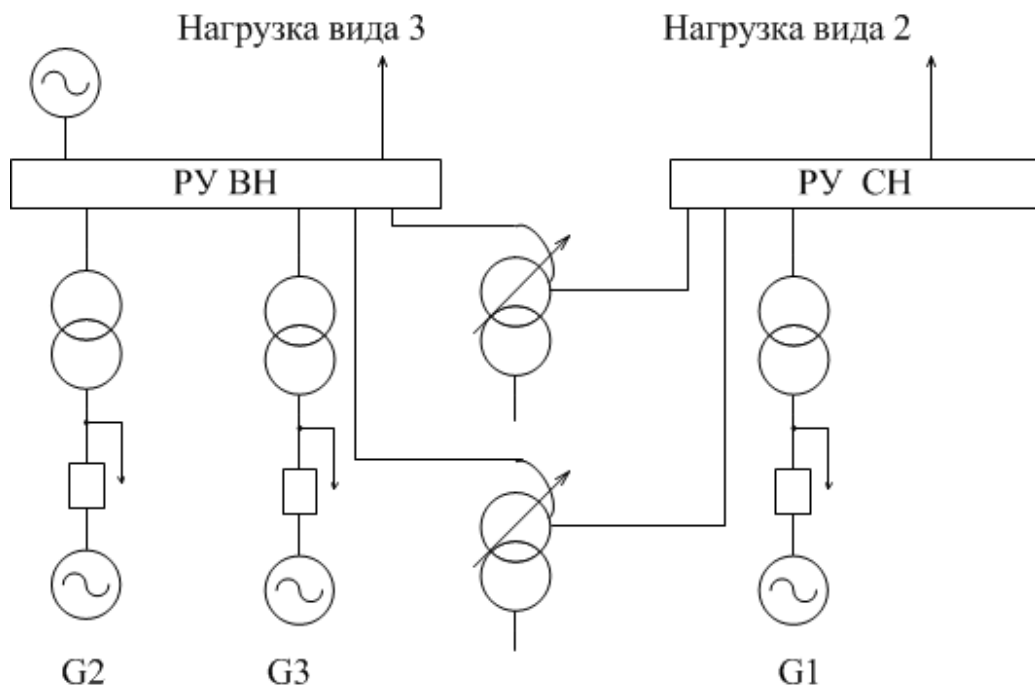 Нагрузка вида 3
Нагрузка вида 2
РУ ВН
РУ СН
G2
G3
G1